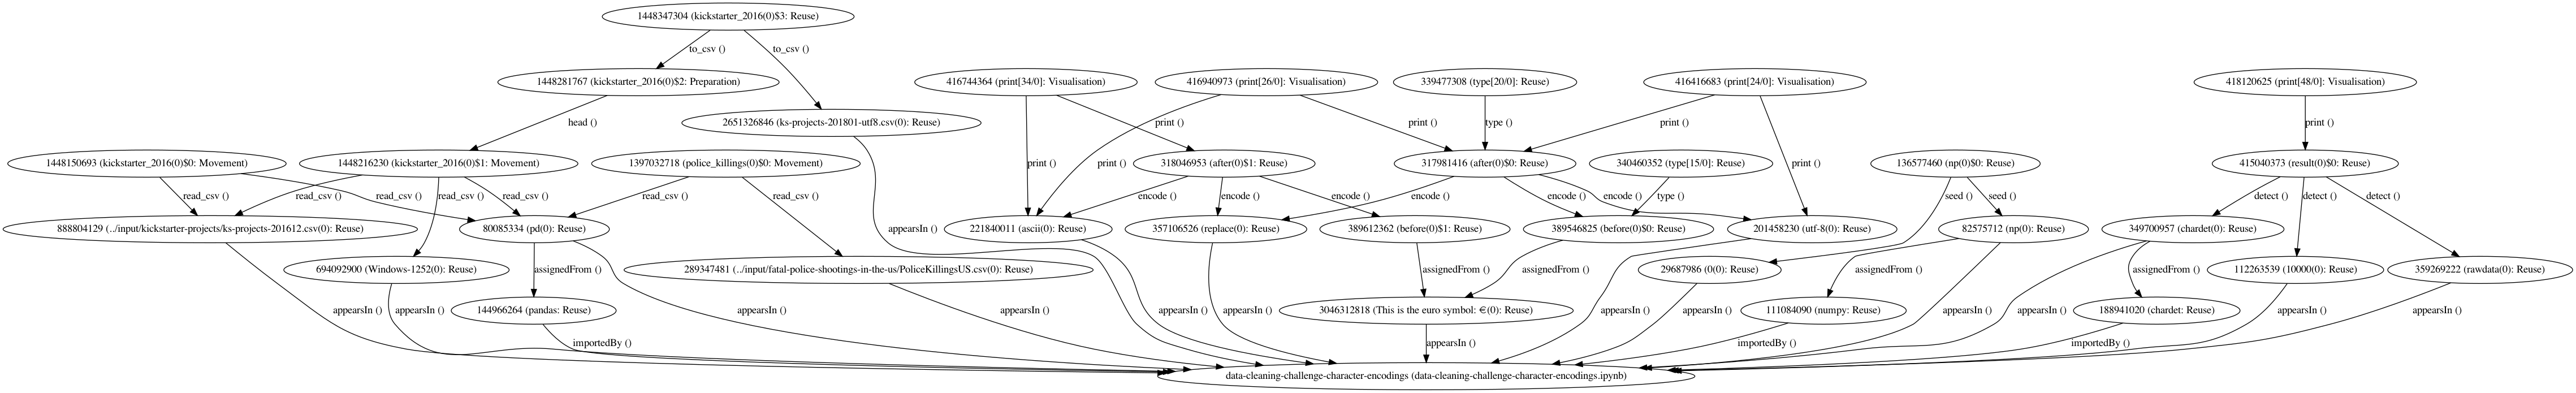 1448347304 (kickstarter_2016(0)$3: Reuse)
to_csv ()
to_csv ()
1448281767 (kickstarter_2016(0)$2: Preparation)
416744364 (print[34/0]: Visualisation)
416940973 (print[26/0]: Visualisation)
339477308 (type[20/0]: Reuse)
416416683 (print[24/0]: Visualisation)
418120625 (print[48/0]: Visualisation)
head ()
2651326846 (ks-projects-201801-utf8.csv(0): Reuse)
print ()
print ()
type ()
print ()
print ()
1448150693 (kickstarter_2016(0)$0: Movement)
1448216230 (kickstarter_2016(0)$1: Movement)
1397032718 (police_killings(0)$0: Movement)
print ()
print ()
318046953 (after(0)$1: Reuse)
317981416 (after(0)$0: Reuse)
340460352 (type[15/0]: Reuse)
print ()
136577460 (np(0)$0: Reuse)
415040373 (result(0)$0: Reuse)
read_csv ()
read_csv ()
read_csv ()
read_csv ()
read_csv ()
read_csv ()
read_csv ()
encode ()
encode ()
encode ()
encode ()
encode ()
encode ()
type ()
seed ()
seed ()
detect ()
detect ()
detect ()
888804129 (../input/kickstarter-projects/ks-projects-201612.csv(0): Reuse)
80085334 (pd(0): Reuse)
appearsIn ()
221840011 (ascii(0): Reuse)
357106526 (replace(0): Reuse)
389612362 (before(0)$1: Reuse)
389546825 (before(0)$0: Reuse)
201458230 (utf-8(0): Reuse)
82575712 (np(0): Reuse)
349700957 (chardet(0): Reuse)
694092900 (Windows-1252(0): Reuse)
assignedFrom ()
289347481 (../input/fatal-police-shootings-in-the-us/PoliceKillingsUS.csv(0): Reuse)
assignedFrom ()
assignedFrom ()
29687986 (0(0): Reuse)
assignedFrom ()
assignedFrom ()
112263539 (10000(0): Reuse)
359269222 (rawdata(0): Reuse)
appearsIn ()
appearsIn ()
144966264 (pandas: Reuse)
appearsIn ()
appearsIn ()
appearsIn ()
appearsIn ()
3046312818 (This is the euro symbol: €(0): Reuse)
appearsIn ()
appearsIn ()
111084090 (numpy: Reuse)
appearsIn ()
appearsIn ()
188941020 (chardet: Reuse)
appearsIn ()
appearsIn ()
importedBy ()
appearsIn ()
importedBy ()
importedBy ()
data-cleaning-challenge-character-encodings (data-cleaning-challenge-character-encodings.ipynb)